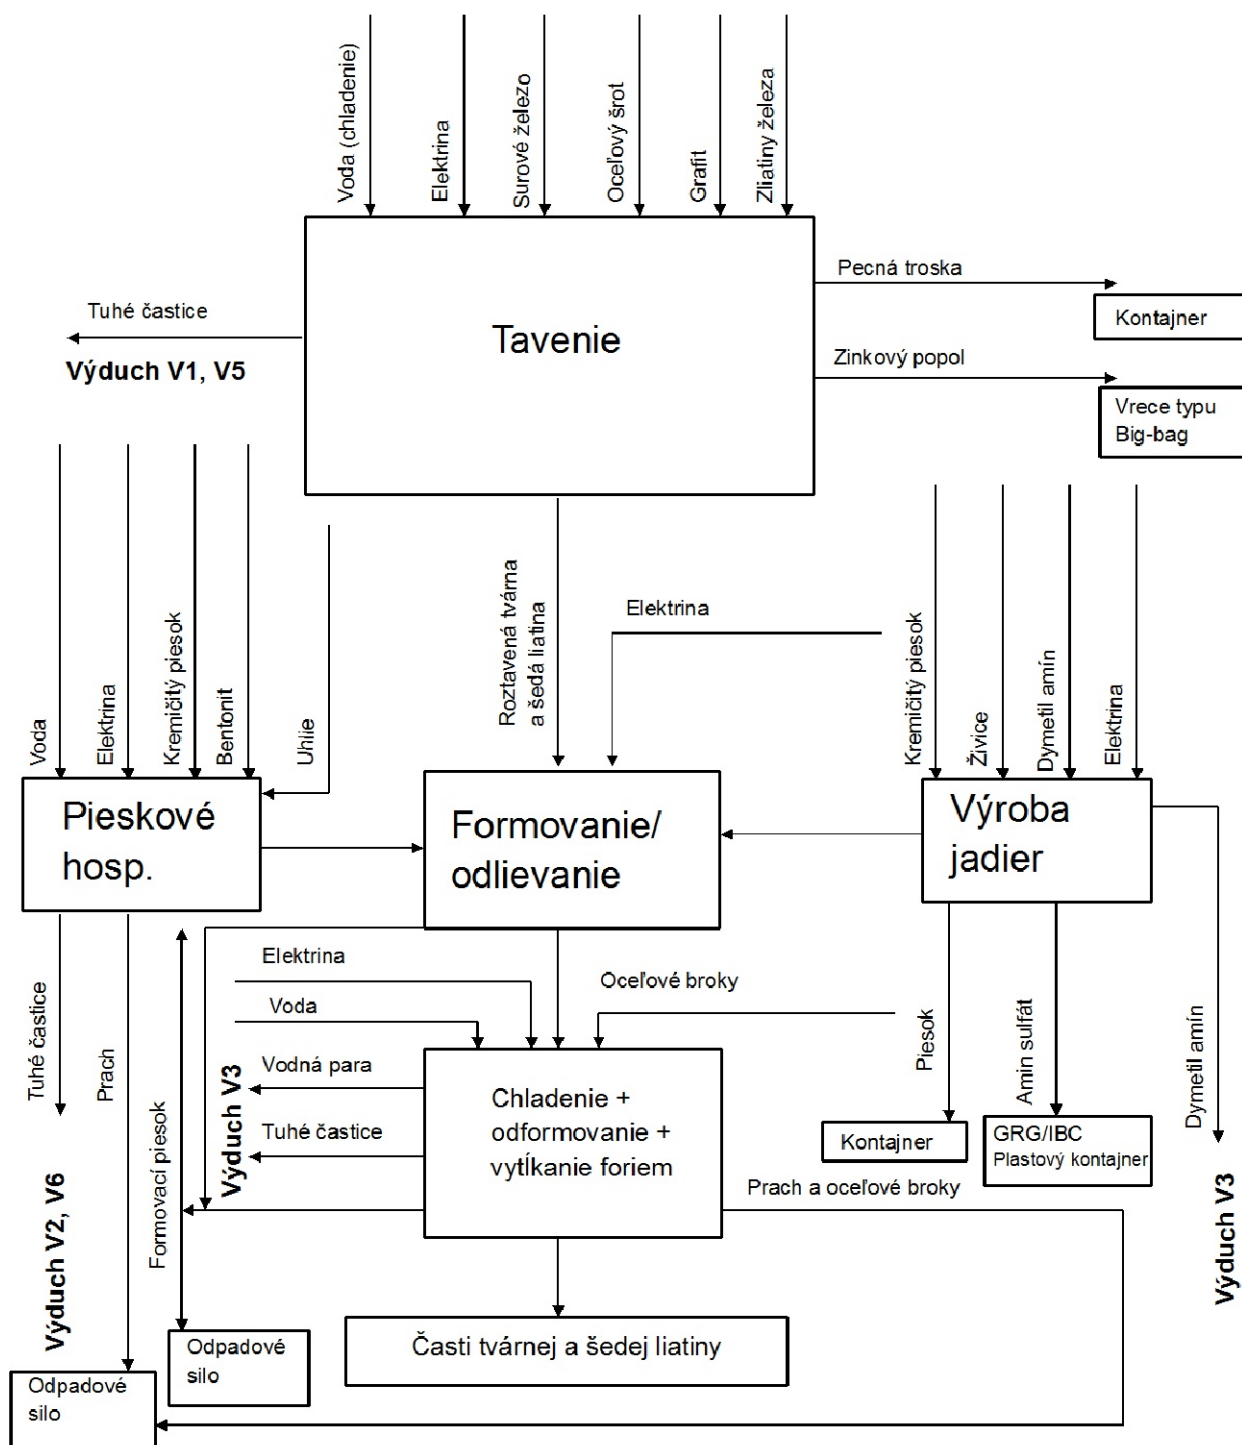 Voda (chladenie)
Elektrina
Surové železo
Oceľový šrot
Grafit
Zliatiny železa
Pecná troska
Kontajner
Tuhé častice
Tavenie
Zinkový popol
Výduch V1, V5
Vrece typu
Big-bag
Voda
Elektrina
Kremičitý piesok
Bentonit
Uhlie
Roztavená tvárna
a šedá liatina
Elektrina
Kremičitý piesok
Živice
Dymetil amín
Elektrina
Pieskové
hosp.
Formovanie/
odlievanie
Výroba
jadier
Elektrina
Voda
Oceľové broky
Tuhé častice
Prach
Formovací piesok
Vodná para
Tuhé častice
Výduch V3
Chladenie +
odformovanie +
vytĺkanie foriem
Piesok
Amin sulfát
Dymetil amín
Kontajner
GRG/IBC
Plastový kontajner
Prach a oceľové broky
Výduch V2, V6
Výduch V3
Odpadové
silo
Časti tvárnej a šedej liatiny
Odpadové
silo